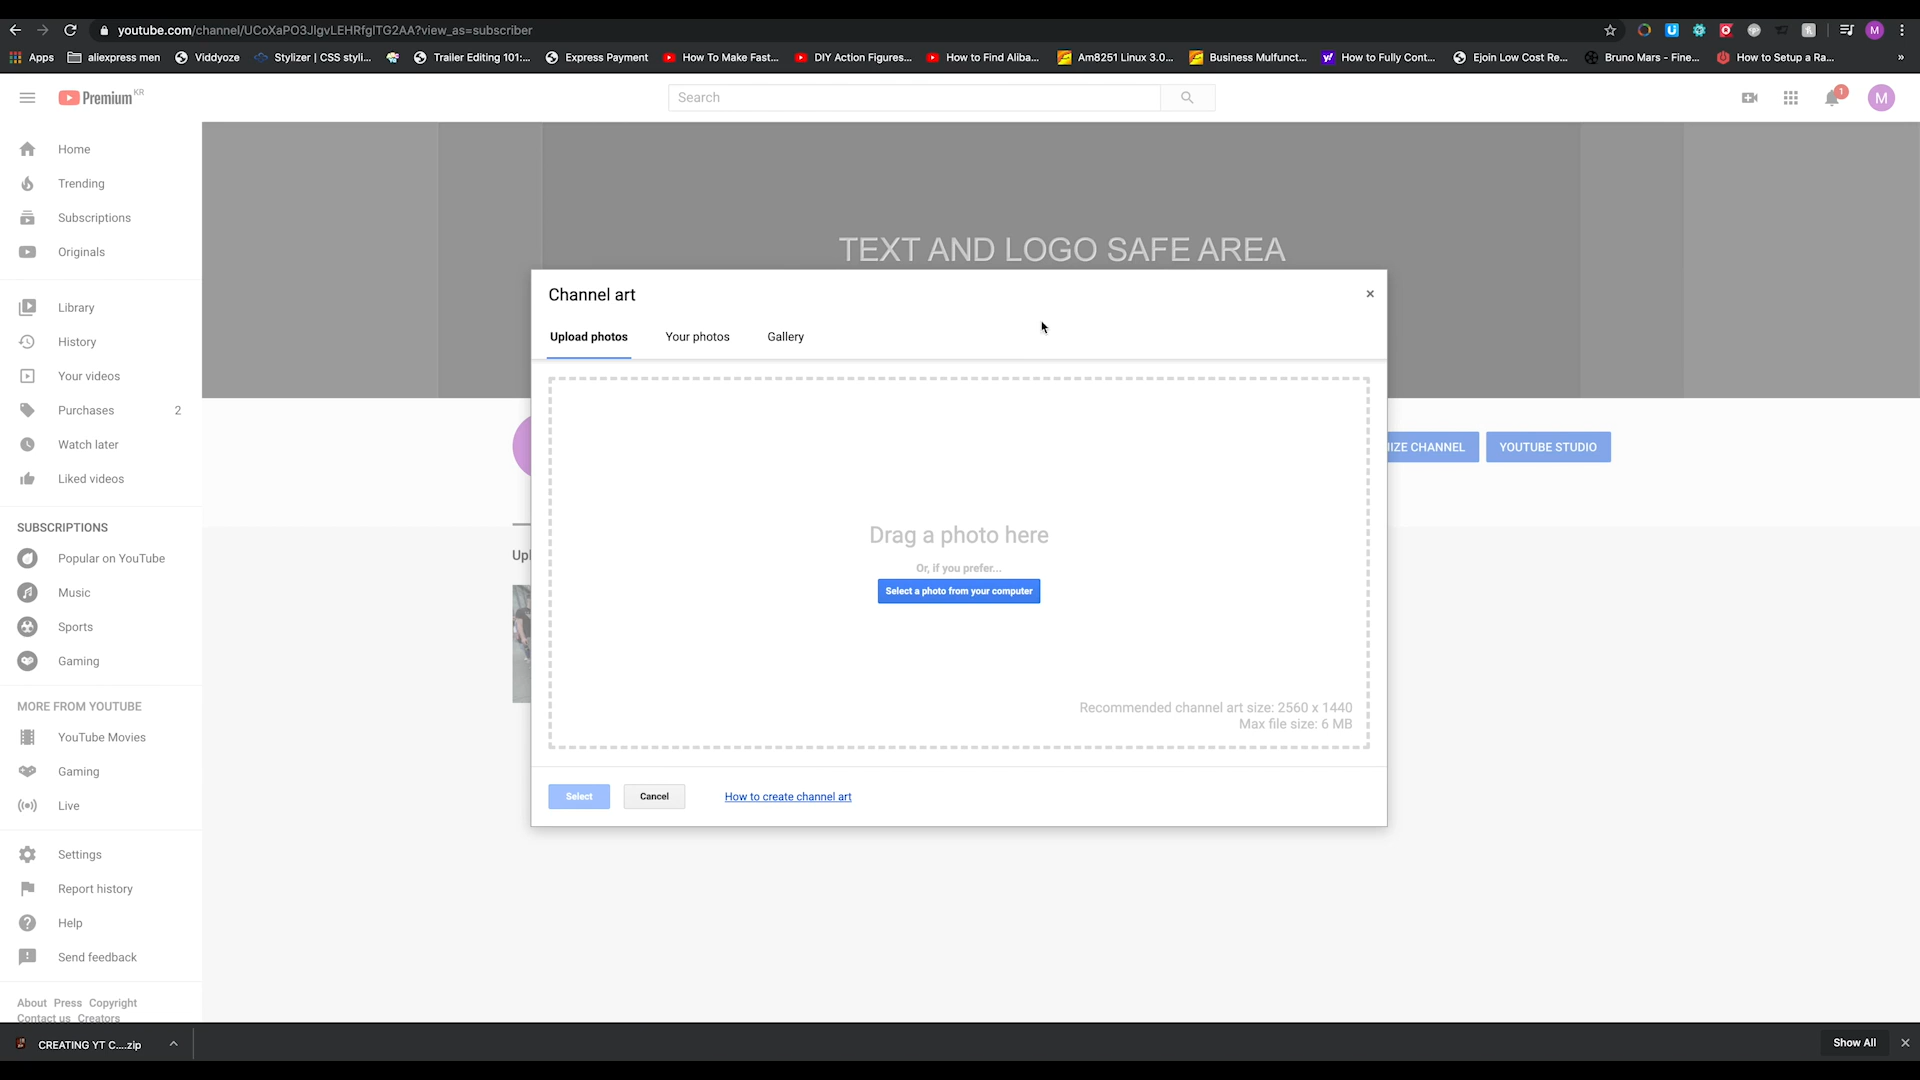 youtube.com/channel/UCoXaPO3JlgvLEHRfglTG2AA?view_as=subscriber
M
Apps
aliexpress men
Viddyoze
Stylizer | CSS styli...
Trailer Editing 101:...
Express Payment
How To Make Fast...
DIY Action Figures...
How to Find Aliba...
Am8251 Linux 3.0...
Business Mulfunct...
How to Fully Cont...
Ejoin Low Cost Re...
Bruno Mars - Fine...
How to Setup a Ra...
»
Premium KR
Search
1
M
Home
Trending
Subscriptions
Originals
Library
History
Your videos
Purchases 2
Watch later
Liked videos
SUBSCRIPTIONS
Popular on YouTube
Music
Sports
Gaming
MORE FROM YOUTUBE
YouTube Movies
Gaming
Live
Settings
Report history
Help
Send feedback
About Press Copyright
Contact us Creators
TEXT AND LOGO SAFE AREA
IZE CHANNEL
YOUTUBE STUDIO
Upl
Channel art
×
Upload photos
Your photos
Gallery
Drag a photo here
Or, if you prefer...
Select a photo from your computer
Recommended channel art size: 2560 x 1440
Max file size: 6 MB
Select
Cancel
How to create channel art
CREATING YT C....zip
Show All